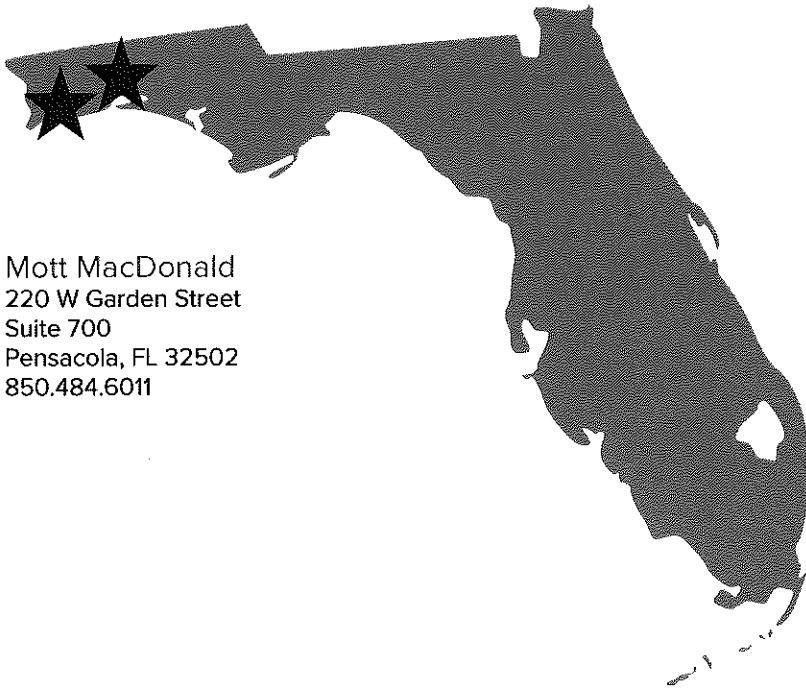 Mott MacDonald
220 W Garden Street
Suite 700
Pensacola, FL 32502
850.484.6011